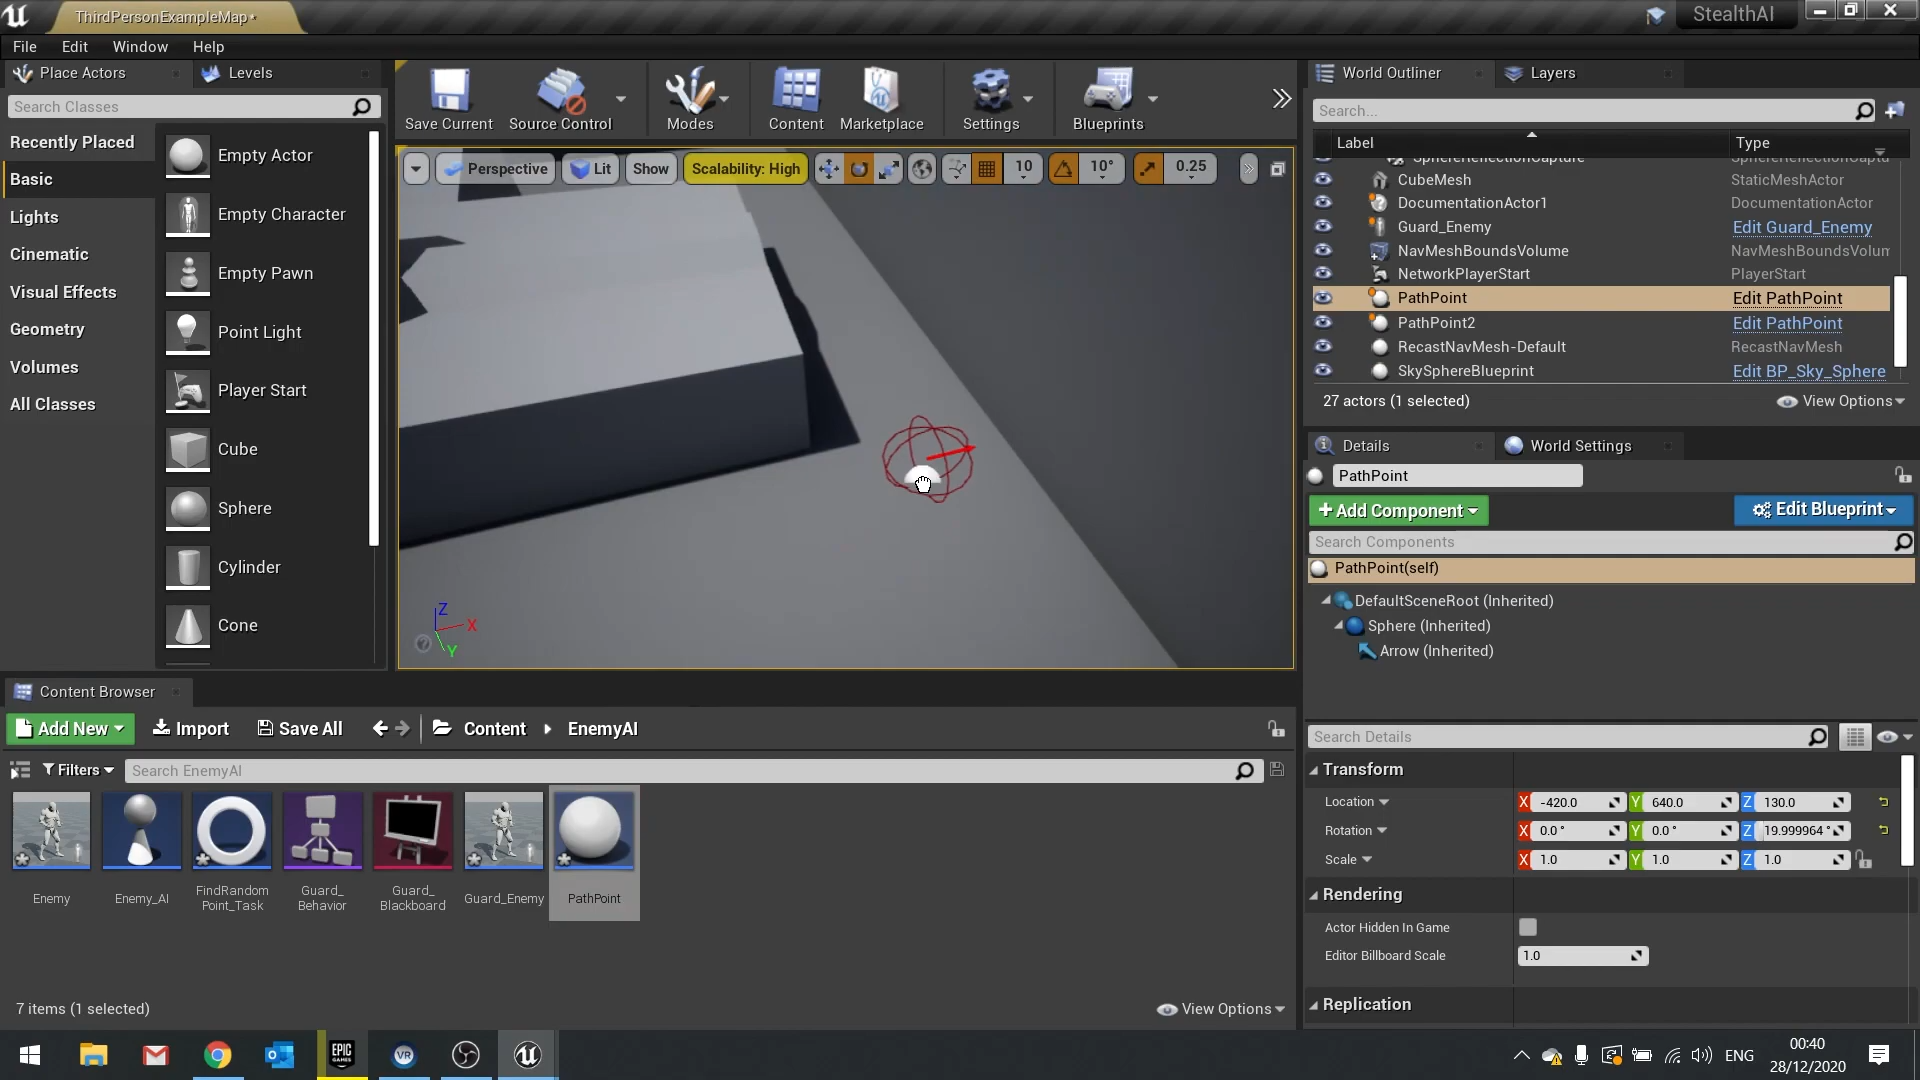 ThirdPersonExampleMap*
StealthAI
File Edit Window Help
Place Actors
Levels
Search Classes
Recently Placed
Basic
Lights
Cinematic
Visual Effects
Geometry
Volumes
All Classes
Empty Actor
Empty Character
Empty Pawn
Point Light
Player Start
Cube
Sphere
Cylinder
Cone
Save Current
Source Control
Modes
Content
Marketplace
Settings
Blueprints
Perspective Lit Show Scalability: High 10 10° 0.25
Z
X
Y
World Outliner
Layers
Search...
Label Type
SphereReflectionCapture SphereReflectionCaptu
CubeMesh StaticMeshActor
DocumentationActor1 DocumentationActor
Guard_Enemy Edit Guard_Enemy
NavMeshBoundsVolume NavMeshBoundsVolum
NetworkPlayerStart PlayerStart
PathPoint Edit PathPoint
PathPoint2 Edit PathPoint
RecastNavMesh-Default RecastNavMesh
SkySphereBlueprint Edit BP_Sky_Sphere
27 actors (1 selected)
View Options
Details
World Settings
PathPoint
+Add Component
Edit Blueprint
Search Components
PathPoint(self)
DefaultSceneRoot (Inherited)
Sphere (Inherited)
Arrow (Inherited)
Search Details
Transform
Location X -420.0 Y 640.0 Z 130.0
Rotation X 0.0 ° Y 0.0 ° Z 19.999964 °
Scale X 1.0 Y 1.0 Z 1.0
Rendering
Actor Hidden In Game
Editor Billboard Scale 1.0
Replication
Content Browser
Add New Import Save All Content EnemyAI
Filters
Search EnemyAI
Enemy
Enemy_AI
FindRandom
Point_Task
Guard_
Behavior
Guard_
Blackboard
Guard_Enemy
PathPoint
7 items (1 selected)
View Options
EPIC
GAMES
VR
ENG
00:40
28/12/2020